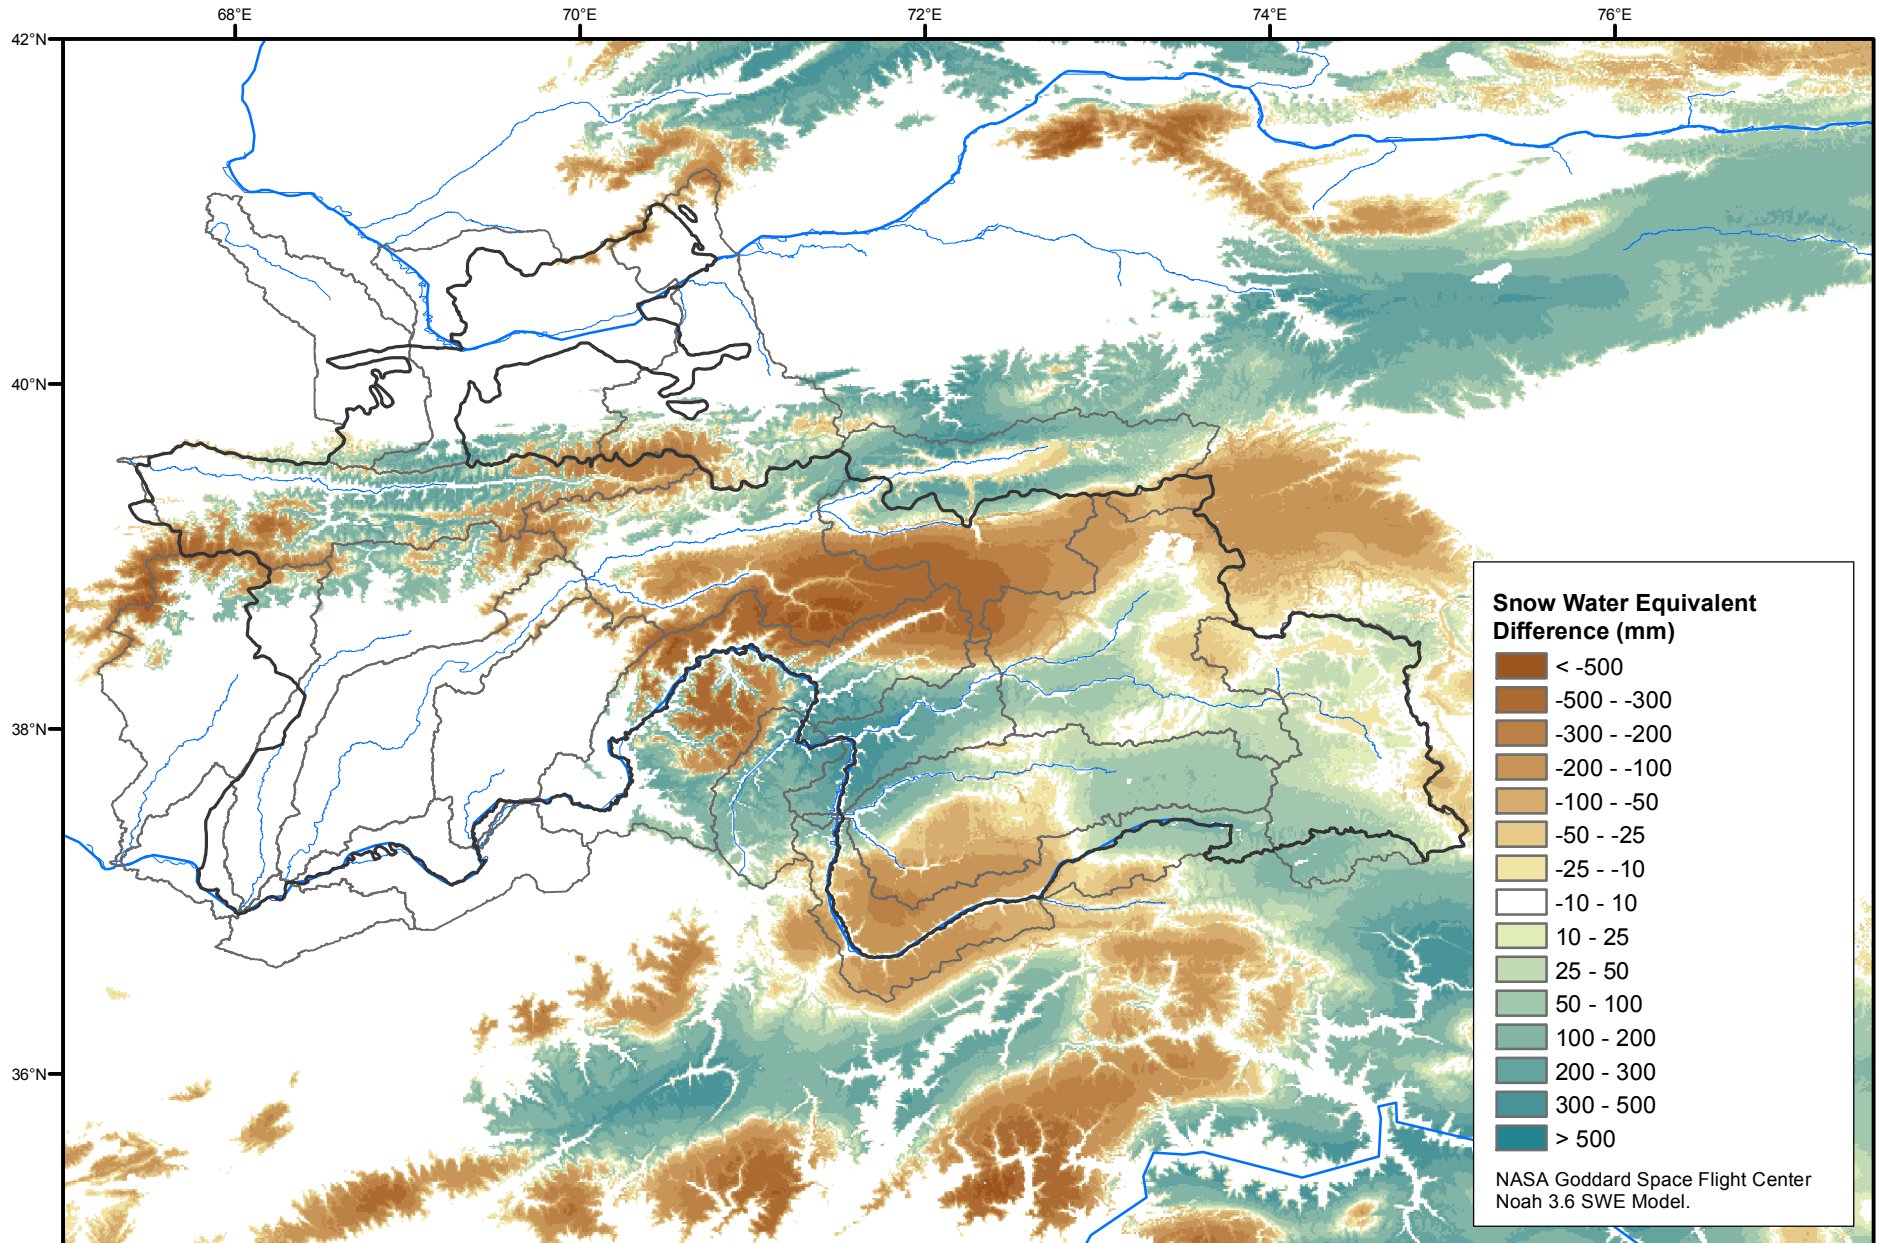 68°E 70°E 72°E 74°E 76°E
42°N
40°N
38°N
36°N
Snow Water Equivalent
Difference (mm)
< -500
-500 - -300
-300 - -200
-200 - -100
-100 - -50
-50 - -25
-25 - -10
-10 - 10
10 - 25
25 - 50
50 - 100
100 - 200
200 - 300
300 - 500
> 500
NASA Goddard Space Flight Center
Noah 3.6 SWE Model.